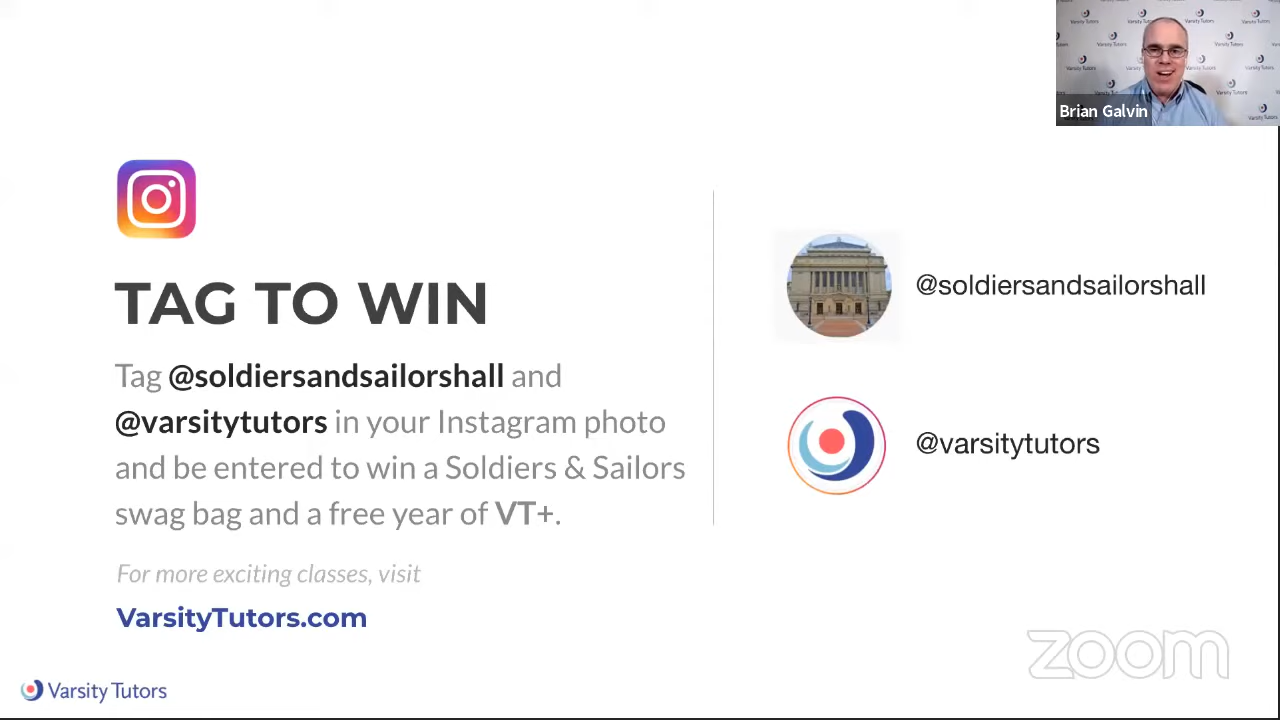 Varsity Tutors
Brian Galvin
TAG TO WIN
Tag @soldiersandsailorshall and
@varsitytutors in your Instagram photo
and be entered to win a Soldiers & Sailors
swag bag and a free year of VT+.
For more exciting classes, visit
VarsityTutors.com
@soldiersandsailorshall
@varsitytutors
zoom
Varsity Tutors